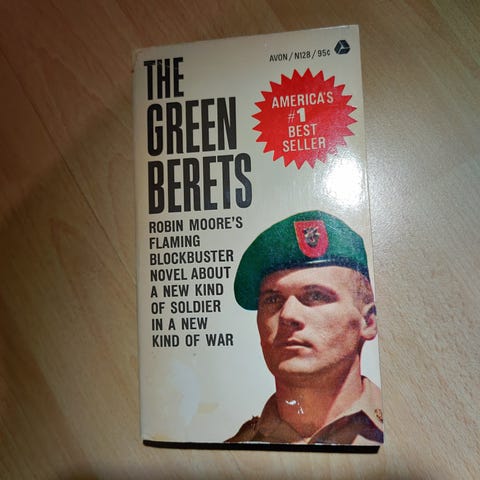 AVON/N128/95¢
THE
GREEN
BERETS
AMERICA'S
#1
BEST
SELLER
ROBIN MOORE'S
FLAMING
BLOCKBUSTER
NOVEL ABOUT
A NEW KIND
OF SOLDIER
IN A NEW
KIND OF WAR